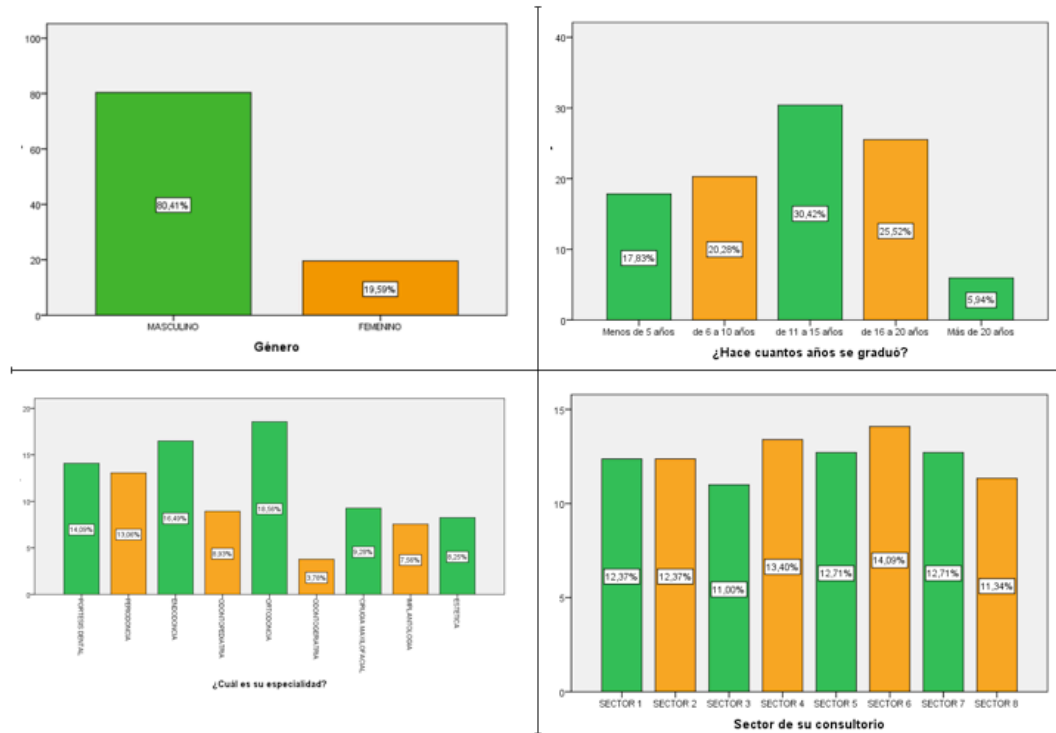 100
80
60
40
20
0
80,41%
19,59%
MASCULINO FEMENINO
Género
40
30
20
10
0
17,83%
20,28%
30,42%
25,52%
5,94%
Menos de 5 años de 6 a 10 años de 11 a 15 años de 16 a 20 años Más de 20 años
¿Hace cuantos años se graduó?
20
15
10
5
0
14,09%
13,06%
16,49%
8,93%
18,56%
3,78%
9,28%
7,56%
8,25%
PORTESIS DENTAL
PERIODONCIA
ENDODONCIA
ODONTOPEDIATRIA
ORTODONCIA
ODONTOGERIATRIA
CIRUGIA MAXILOFACIAL
IMPLANTOLOGIA
ESTETICA
¿Cuál es su especialidad?
15
10
5
0
12,37%
12,37%
11,00%
13,40%
12,71%
14,09%
12,71%
11,34%
SECTOR 1 SECTOR 2 SECTOR 3 SECTOR 4 SECTOR 5 SECTOR 6 SECTOR 7 SECTOR 8
Sector de su consultorio